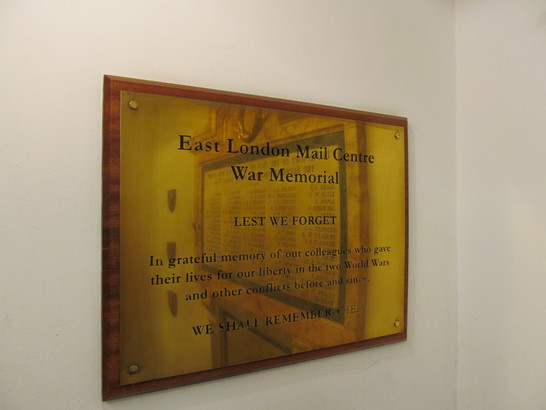 East London Mail Centre
War Memorial
LEST WE FORGET
In grateful memory of our colleagues who gave
their lives for our liberty in the two World Wars
and other conflicts before and since.
WE SHALL REMEMBER THEM